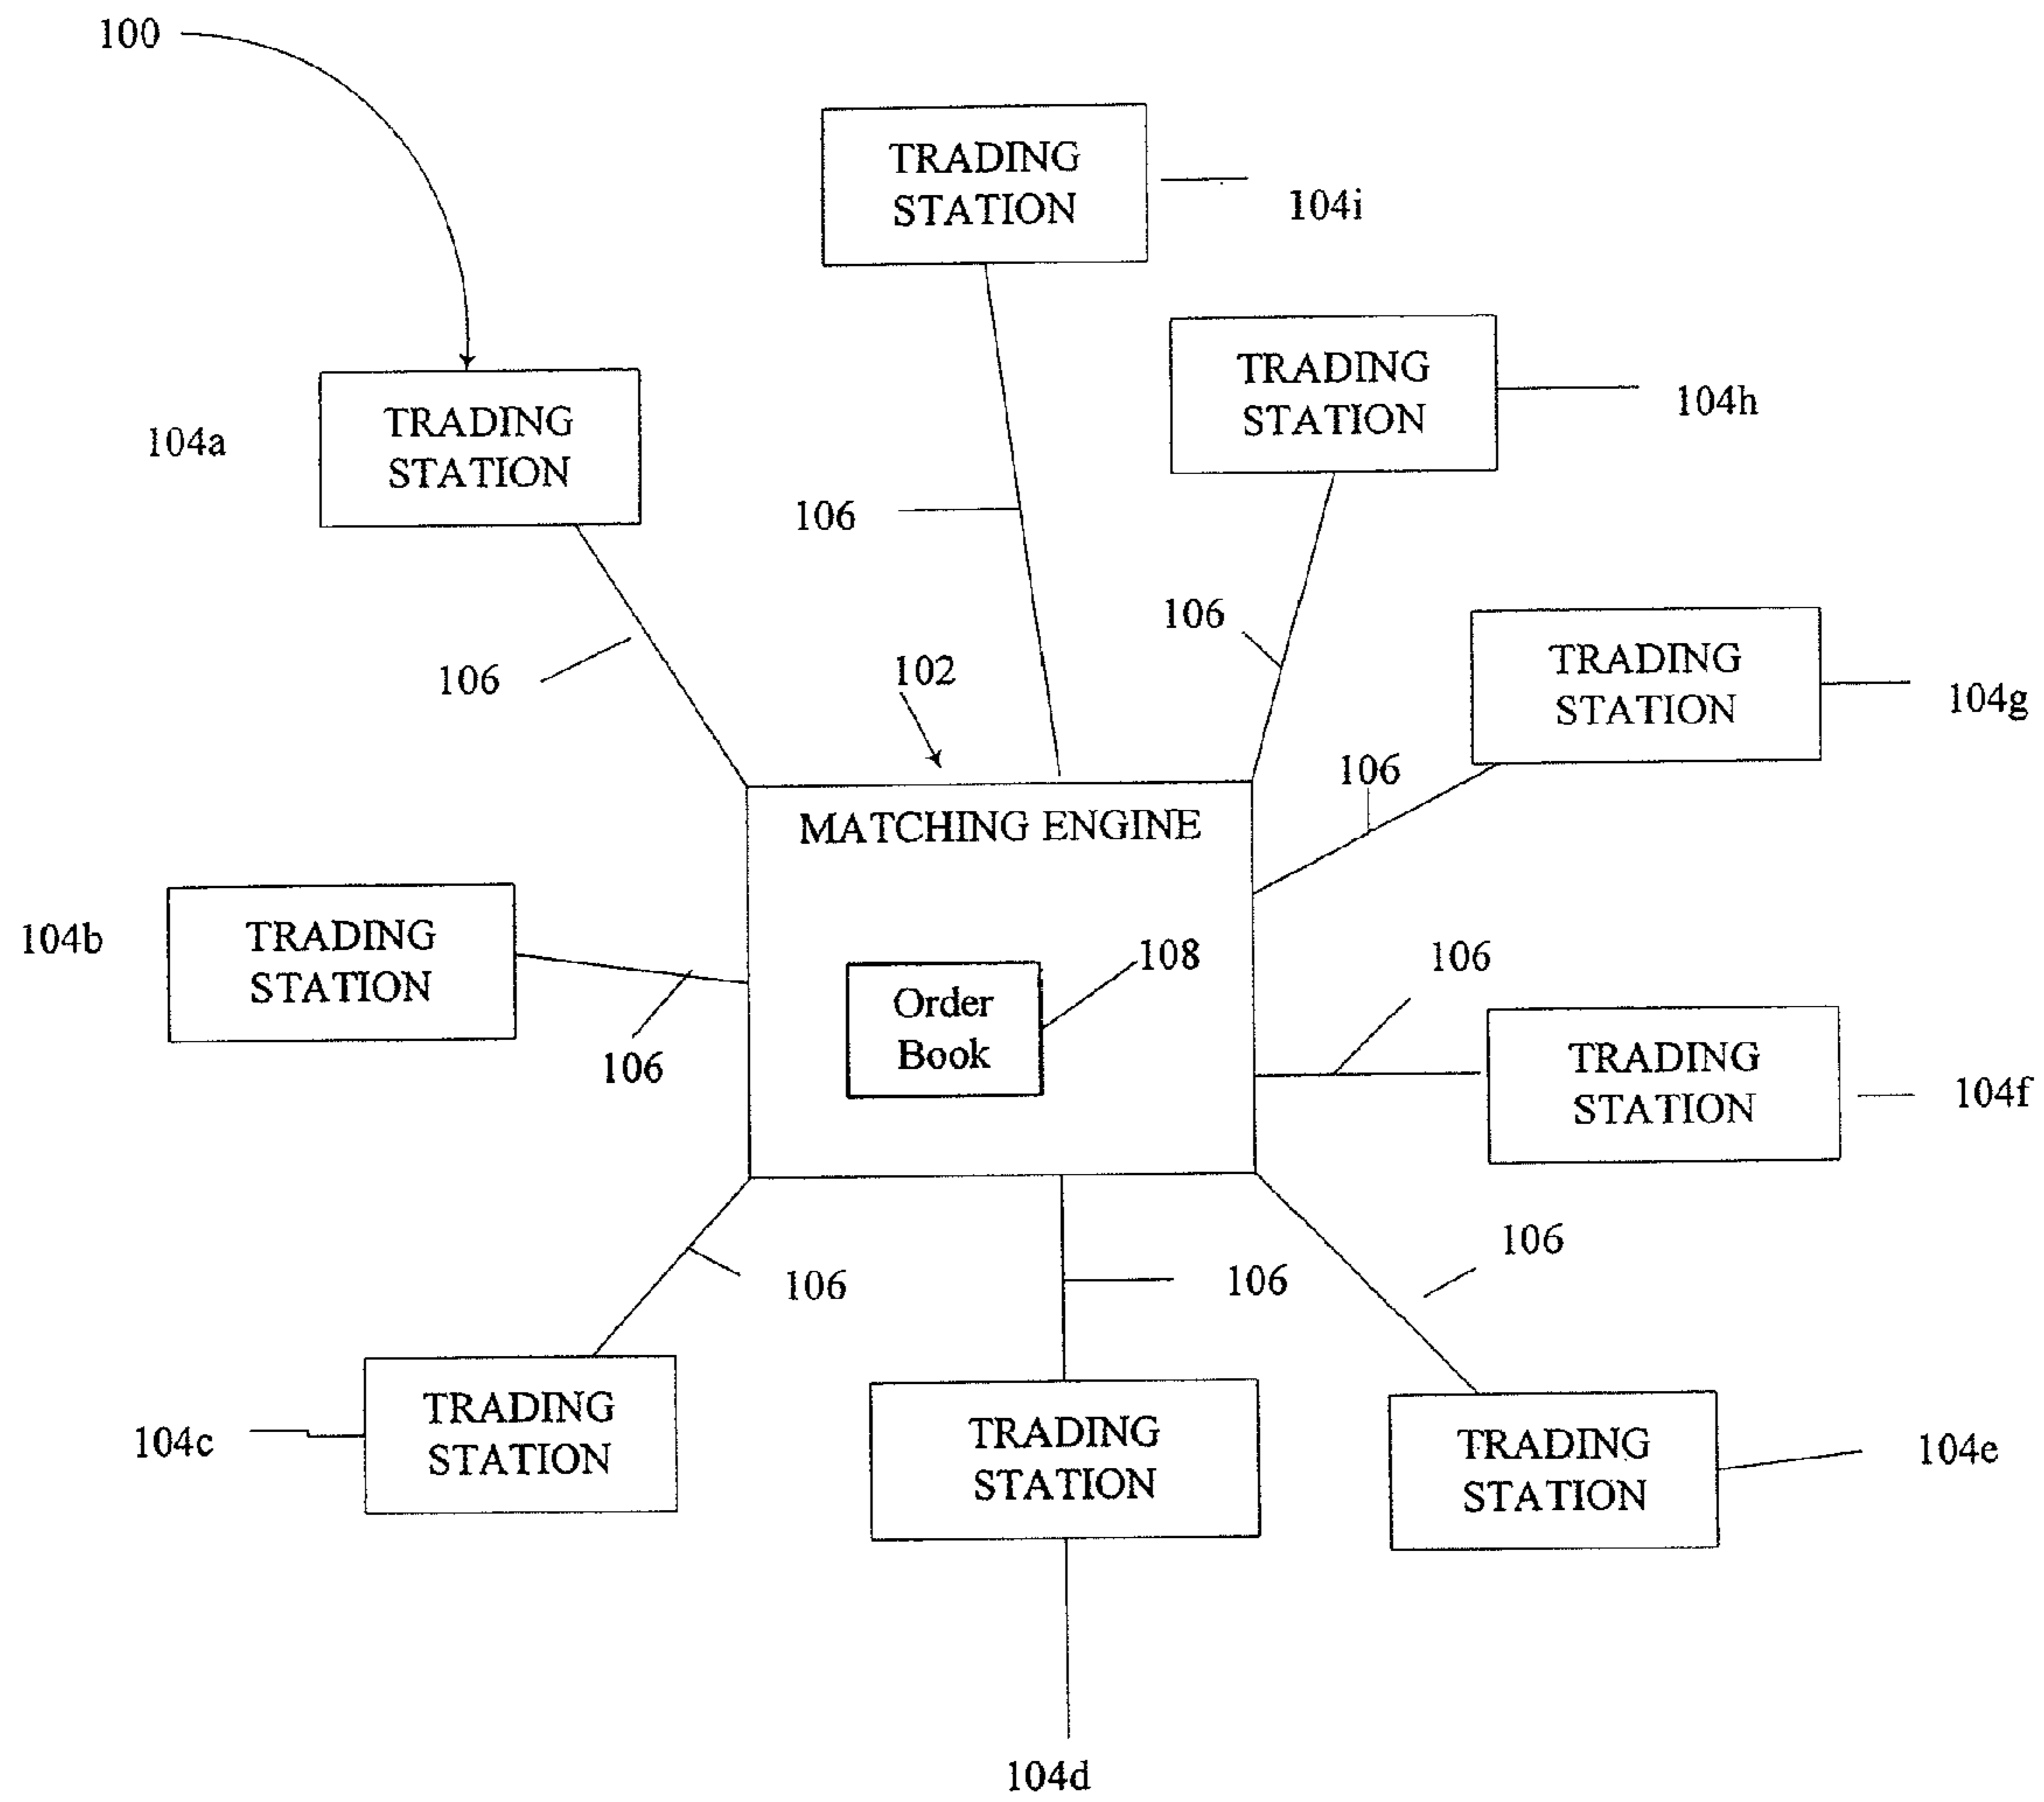 100
TRADING
STATION
104i
TRADING
STATION
104h
104a
TRADING
STATION
106
106
TRADING
STATION
104g
106
102
106
MATCHING ENGINE
104b
TRADING
STATION
106
Order
Book
108
106
TRADING
STATION
104f
106
106
106
104c
TRADING
STATION
TRADING
STATION
104d
TRADING
STATION
104e